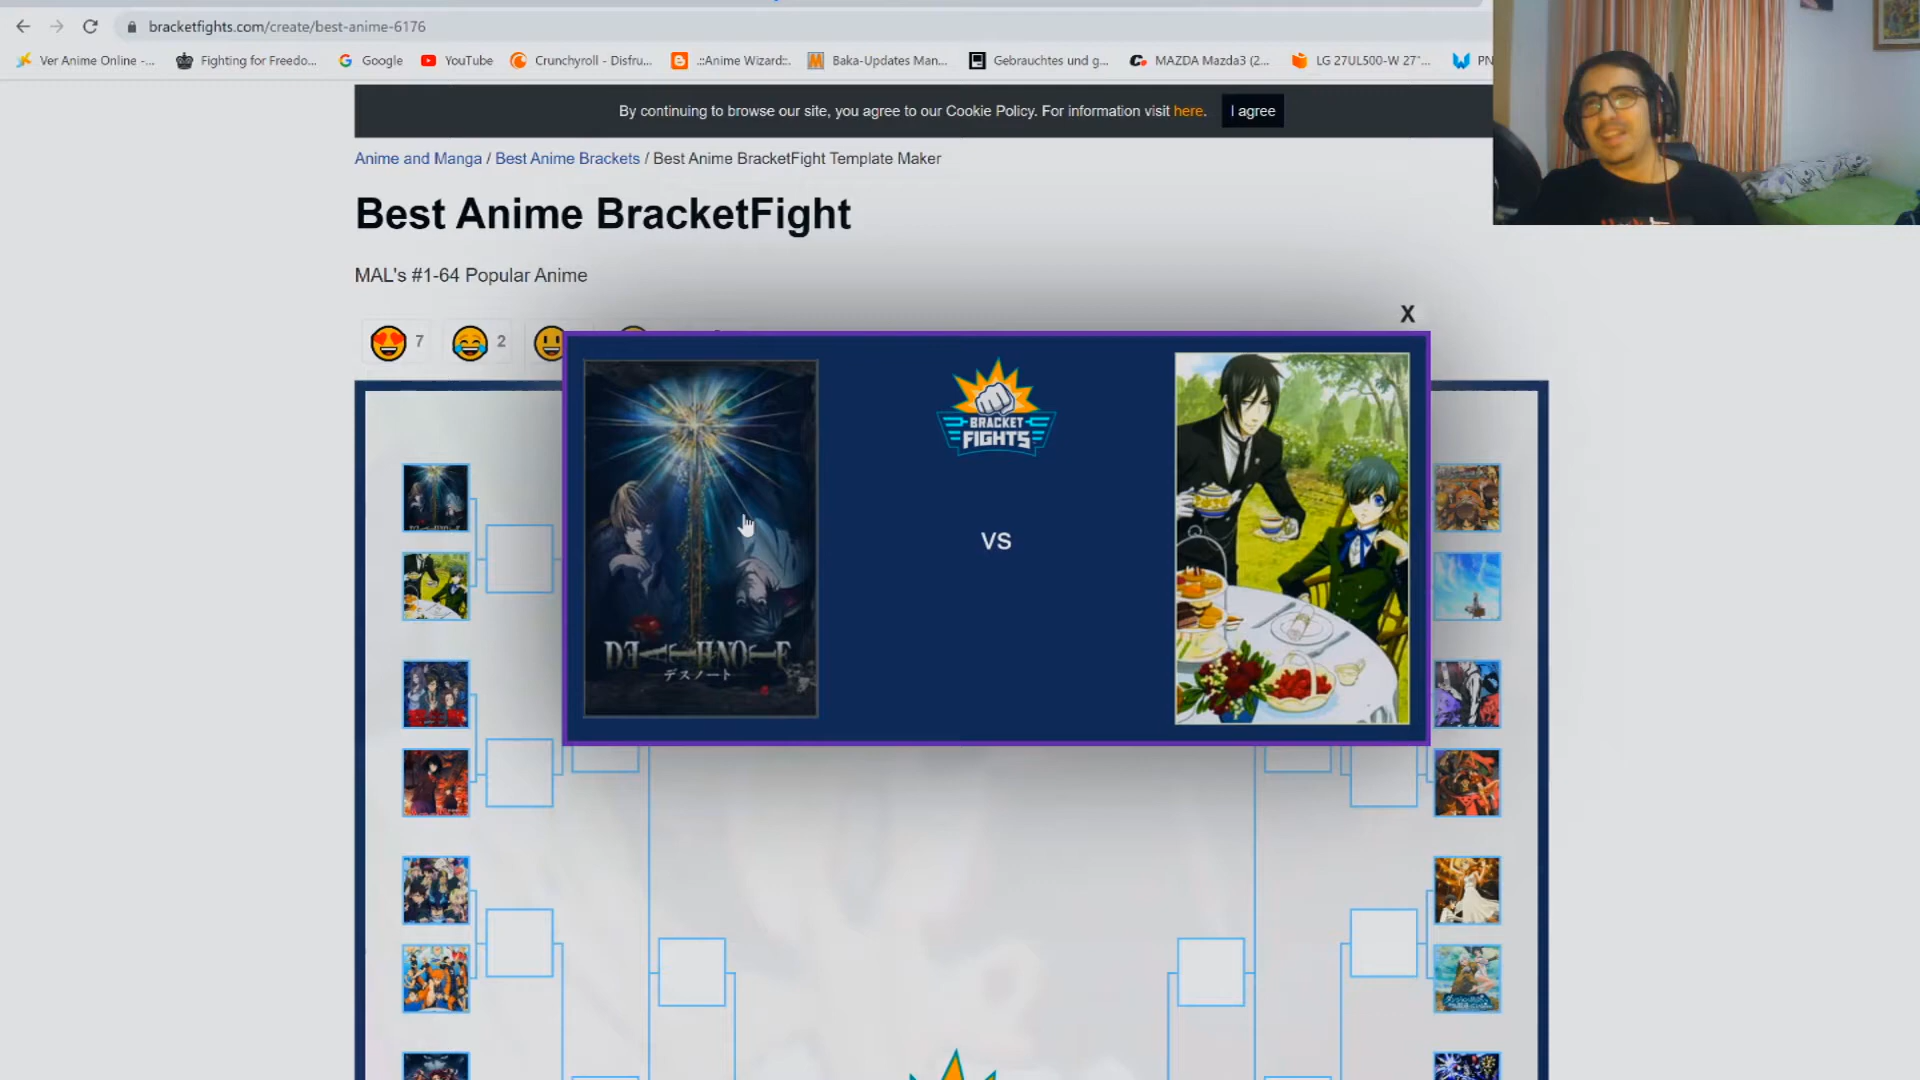 bracketfights.com/create/best-anime-6176
Ver Anime Online -...
Fighting for Freedo...
Google
YouTube
Crunchyroll - Disfru...
.::Anime Wizard::.
Baka-Updates Man...
Gebrauchtes und g...
MAZDA Mazda3 (2...
LG 27UL500-W 27"...
PN
By continuing to browse our site, you agree to our Cookie Policy. For information visit here.
I agree
Anime and Manga / Best Anime Brackets / Best Anime BracketFight Template Maker
Best Anime BracketFight
MAL's #1-64 Popular Anime
7
2
X
BRACKET
FIGHTS
VS
DEATH NOTE
デスノート